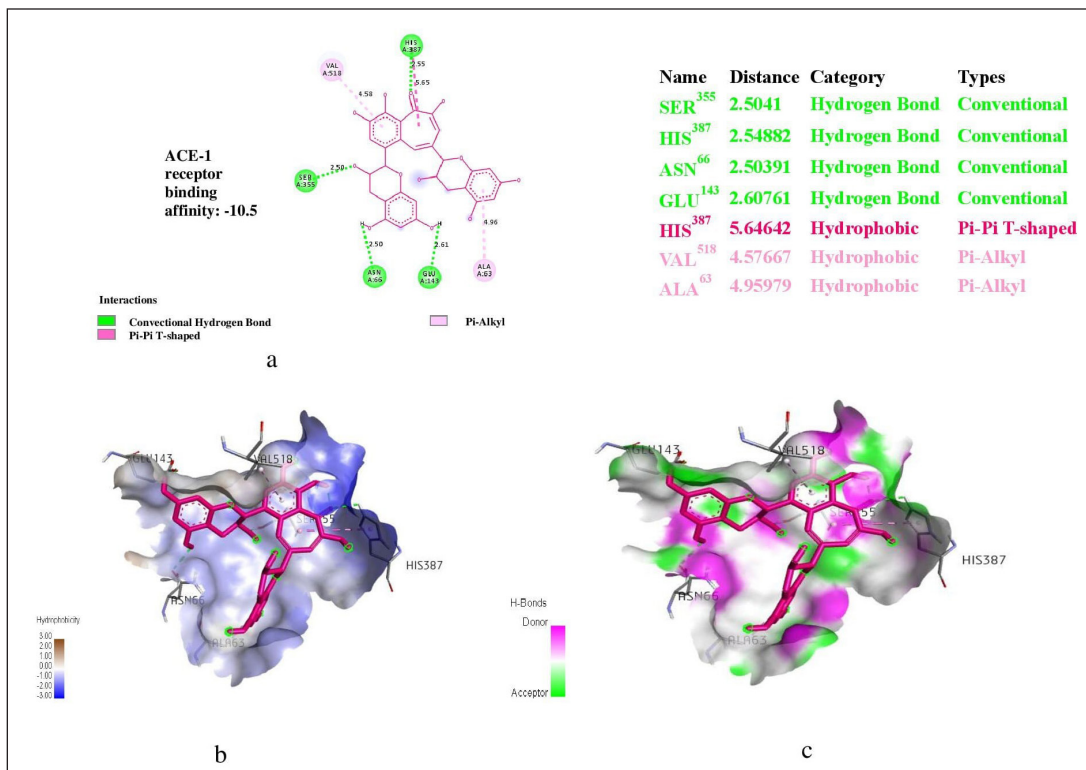 HIS
A:387
2.55
5.65
VAL
A:518
4.58
ACE-1
receptor
binding
affinity: -10.5
SER
A:355
2.50
H
H
2.50
2.61
4.96
ASN
A:66
GLU
A:143
ALA
A:63
Interactions
Convectional Hydrogen Bond
Pi-Pi T-shaped
Pi-Alkyl
a
Name Distance Category Types
SER355 2.5041 Hydrogen Bond Conventional
HIS387 2.54882 Hydrogen Bond Conventional
ASN66 2.50391 Hydrogen Bond Conventional
GLU143 2.60761 Hydrogen Bond Conventional
HIS387 5.64642 Hydrophobic Pi-Pi T-shaped
VAL518 4.57667 Hydrophobic Pi-Alkyl
ALA63 4.95979 Hydrophobic Pi-Alkyl
GLU143
VAL518
HIS387
ASN66
ALA63
Hydrophobicity
3.00
2.00
1.00
0.00
-1.00
-2.00
-3.00
b
GLU143
VAL518
HIS387
ASN66
ALA63
H-Bonds
Donor
Acceptor
c